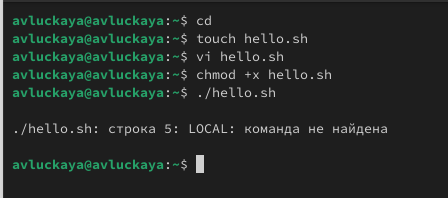 avluckaya@avluckaya:~$ cd
avluckaya@avluckaya:~$ touch hello.sh
avluckaya@avluckaya:~$ vi hello.sh
avluckaya@avluckaya:~$ chmod +x hello.sh
avluckaya@avluckaya:~$ ./hello.sh
./hello.sh: строка 5: LOCAL: команда не найдена
avluckaya@avluckaya:~$